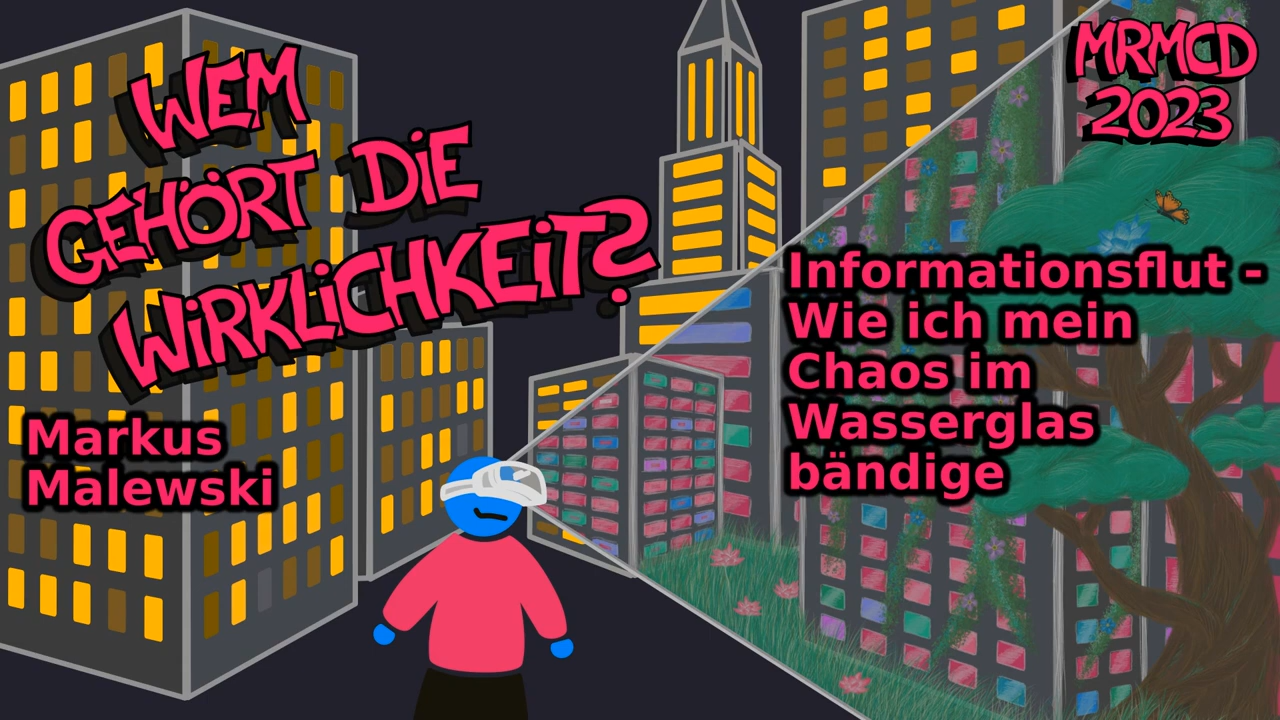 WEM
GEHÖRT DIE
WiRKLiCHKEiT?
MRMCD
2023
Markus
Malewski
Informationsflut -
Wie ich mein
Chaos im
Wasserglas
bändige